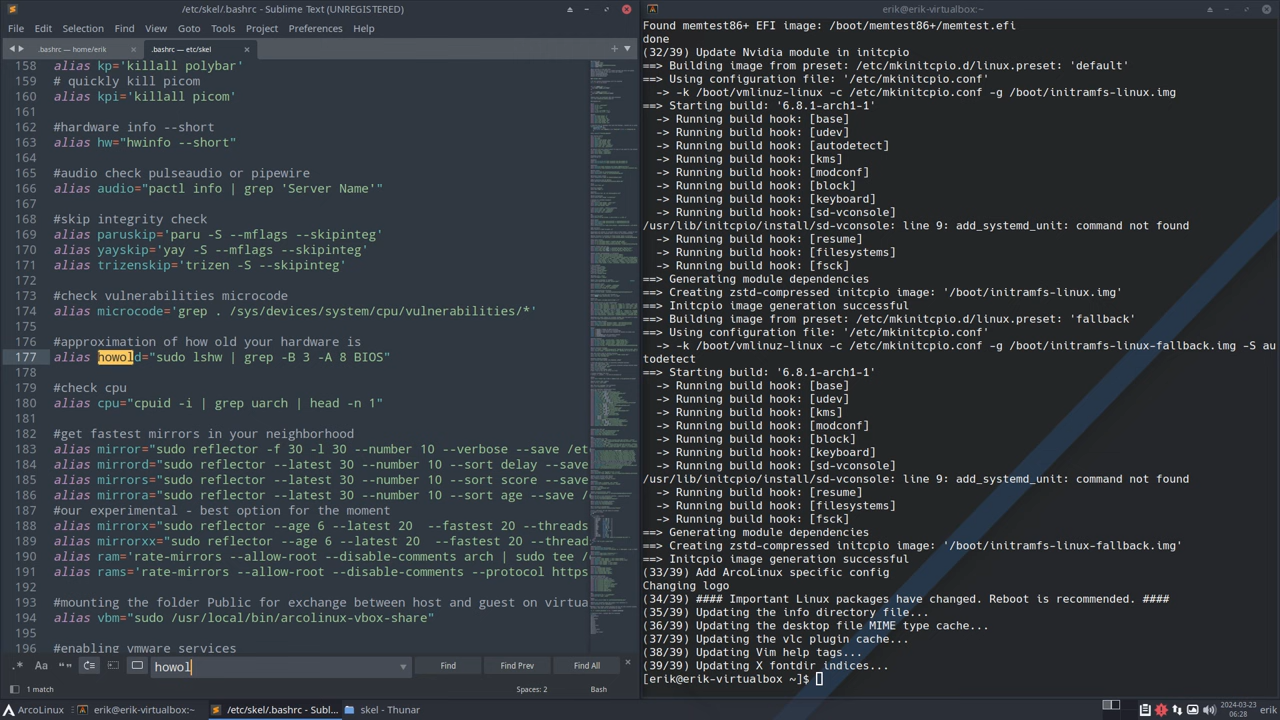 /etc/skel/.bashrc - Sublime Text (UNREGISTERED)
File Edit Selection Find View Goto Tools Project Preferences Help
.bashrc — home/erik
.bashrc — etc/skel
158 alias kp='killall polybar'
159 # quickly kill picom
160 alias kpi='killall picom'
161
162 #hardware info --short
163 alias hw="hwinfo --short"
164
165
166 alias audio="pactl info | grep 'Server Name'"
167
168 #skip integrity check
169
170
171
172
173 #check vulnerabilities microcode
174 alias microcode='grep . /sys/devices/system/cpu/vulnerabilities/*'
175
176 #approximation of how old your hardware is
177 alias howold="sudo lshw | grep -B 3 -A 8 BIOS"
178
179 #check cpu
180 alias cpu="cpuid -i | grep uarch | head -n 1"
181
182 #get fastest mirrors in your neighborhood
183 alias mirror="sudo reflector -f 30 -l 30 --number 10 --verbose --save /etc
184 alias mirrord="sudo reflector --latest 30 --number 10 --sort delay --save
185 alias mirrors="sudo reflector --latest 30 --number 10 --sort score --save
186 alias mirrora="sudo reflector --latest 30 --number 10 --sort age --save /
187 #our experimental - best option for the moment
188 alias mirrorx="sudo reflector --age 6 --latest 20 --fastest 20 --threads
189 alias mirrorxx="sudo reflector --age 6 --latest 20 --fastest 20 --threads
190 alias ram='rate-mirrors --allow-root --disable-comments arch | sudo tee /
191 alias rams='rate-mirrors --allow-root --disable-comments --protocol https
192
193 #mounting the folder Public for exchange between host and guest on virtua
194 alias vbm="sudo /usr/local/bin/arcolinux-vbox-share"
195
196 #enabling vmware services
howol
Find Find Prev Find All
1 match
Spaces: 2 Bash
erik@erik-virtualbox:~
Found memtest86+ EFI image: /boot/memtest86+/memtest.efi
done
(32/39) Update Nvidia module in initcpio
==> Building image from preset: /etc/mkinitcpio.d/linux.preset: 'default'
==> Using configuration file: '/etc/mkinitcpio.conf'
-> -k /boot/vmlinuz-linux -c /etc/mkinitcpio.conf -g /boot/initramfs-linux.img
==> Starting build: '6.8.1-arch1-1'
-> Running build hook: [base]
-> Running build hook: [udev]
-> Running build hook: [autodetect]
-> Running build hook: [kms]
-> Running build hook: [modconf]
-> Running build hook: [block]
-> Running build hook: [keyboard]
-> Running build hook: [sd-vconsole]
/usr/lib/initcpio/install/sd-vconsole: line add_systemd_unit: command not found
-> Running build hook: [resume]
-> Running build hook: [filesystems]
-> Running build hook: [fsck]
==> Generating module dependencies
==> Creating zstd-compressed initcpio image: '/boot/initramfs-linux.img'
==> Initcpio image generation successful
==> Building image from preset: /etc/mkinitcpio.d/linux.preset: 'fallback'
==> Using configuration file: '/etc/mkinitcpio.conf'
-> -k /boot/vmlinuz-linux -c /etc/mkinitcpio.conf -g /boot/initramfs-linux-fallback.img -S au
todetect
==> Starting build: '6.8.1-arch1-1'
-> Running build hook: [base]
-> Running build hook: [udev]
-> Running build hook: [kms]
-> Running build hook: [modconf]
-> Running build hook: [block]
-> Running build hook: [keyboard]
-> Running build hook: [sd-vconsole]
/usr/lib/initcpio/install/sd-vconsole: line add_systemd_unit: command not found
-> Running build hook: [resume]
-> Running build hook: [filesystems]
-> Running build hook: [fsck]
==> Generating module dependencies
==> Creating zstd-compressed initcpio image: '/boot/initramfs-linux-fallback.img'
==> Initcpio image generation successful
(33/39) Add ArcoLinux specific config
Changing logo
(34/39) #### Important Linux packages have changed. Reboot is recommended. ####
(35/39) Updating the info directory file...
(36/39) Updating the desktop file MIME type cache...
(37/39) Updating the vlc plugin cache...
(38/39) Updating Vim help tags...
(39/39) Updating X fontdir indices...
[erik@erik-virtualbox ~]$
ArcoLinux
erik@erik-virtualbox:~
/etc/skel/.bashrc - Subl...
skel - Thunar
2024-03-23
06:28
erik